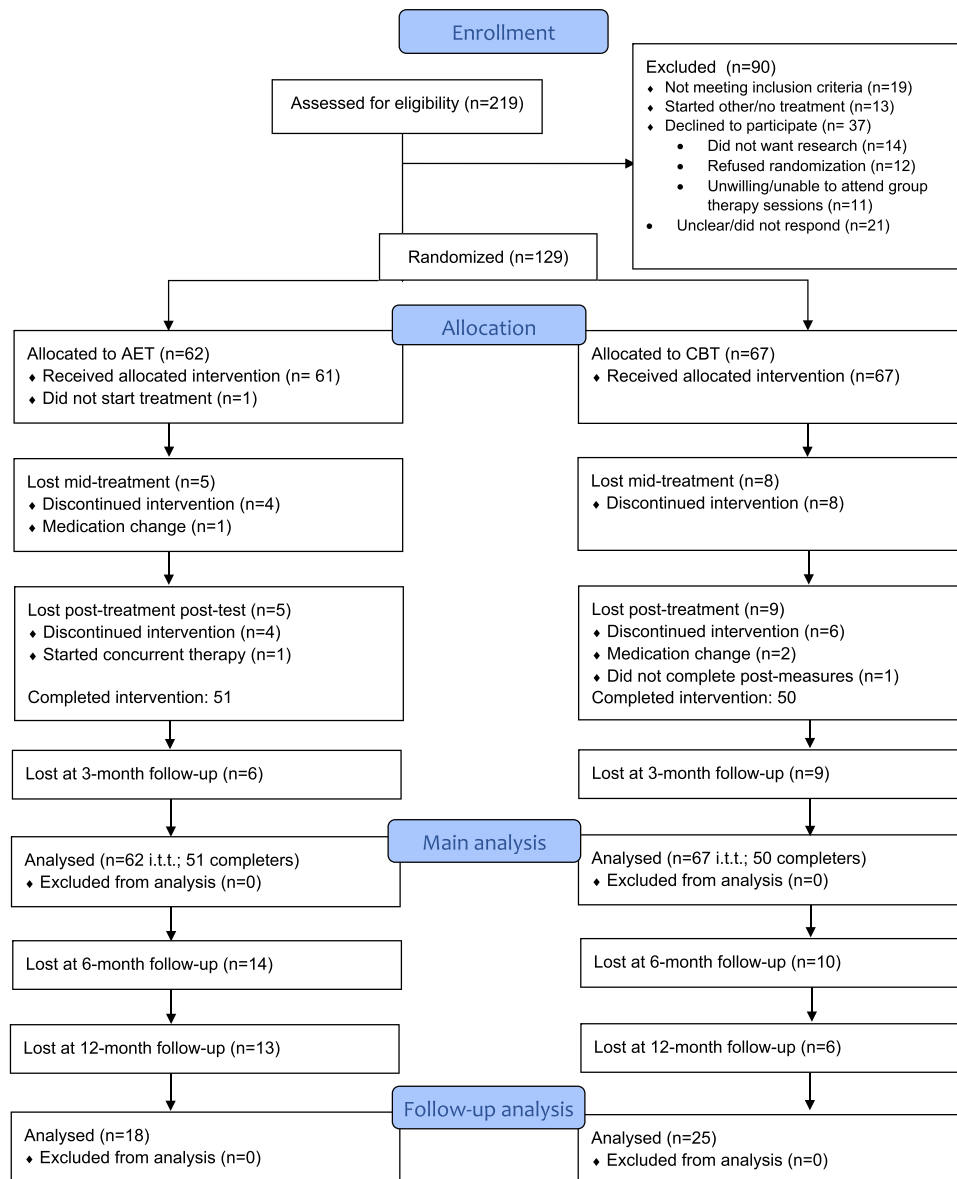 Enrollment
Assessed for eligibility (n=219)
Excluded (n=90)
♦ Not meeting inclusion criteria (n=19)
♦ Started other/no treatment (n=13)
♦ Declined to participate (n= 37)
• Did not want research (n=14)
• Refused randomization (n=12)
• Unwilling/unable to attend group
therapy sessions (n=11)
• Unclear/did not respond (n=21)
Randomized (n=129)
Allocation
Allocated to AET (n=62)
♦ Received allocated intervention (n= 61)
♦ Did not start treatment (n=1)
Allocated to CBT (n=67)
♦ Received allocated intervention (n=67)
Lost mid-treatment (n=5)
♦ Discontinued intervention (n=4)
♦ Medication change (n=1)
Lost mid-treatment (n=8)
♦ Discontinued intervention (n=8)
Lost post-treatment post-test (n=5)
♦ Discontinued intervention (n=4)
♦ Started concurrent therapy (n=1)
Completed intervention: 51
Lost post-treatment (n=9)
♦ Discontinued intervention (n=6)
♦ Medication change (n=2)
♦ Did not complete post-measures (n=1)
Completed intervention: 50
Lost at 3-month follow-up (n=6)
Lost at 3-month follow-up (n=9)
Main analysis
Analysed (n=62 i.t.t.; 51 completers)
♦ Excluded from analysis (n=0)
Analysed (n=67 i.t.t.; 50 completers)
♦ Excluded from analysis (n=0)
Lost at 6-month follow-up (n=14)
Lost at 6-month follow-up (n=10)
Lost at 12-month follow-up (n=13)
Lost at 12-month follow-up (n=6)
Follow-up analysis
Analysed (n=18)
♦ Excluded from analysis (n=0)
Analysed (n=25)
♦ Excluded from analysis (n=0)